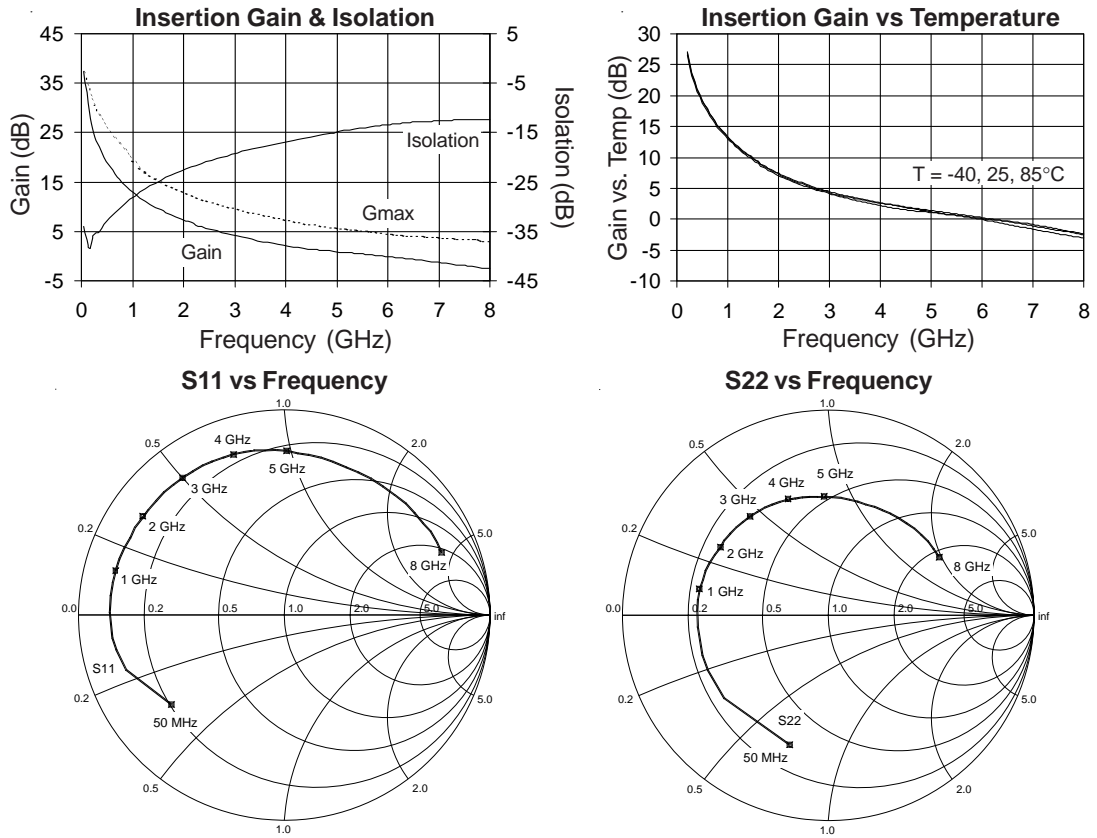 Insertion Gain & Isolation
45
35
25
15
5
-5
Gain (dB)
5
-5
-15
-25
-35
-45
Isolation (dB)
Isolation
Gmax
Gain
0 1 2 3 4 5 6 7 8
Frequency (GHz)
Insertion Gain vs Temperature
30
25
20
15
10
5
0
-5
-10
Gain vs. Temp (dB)
T = -40, 25, 85°C
0 1 2 3 4 5 6 7 8
Frequency (GHz)
S11 vs Frequency
1.0
0.5
2.0
4 GHz
5 GHz
3 GHz
0.2
2 GHz
5.0
8 GHz
1 GHz
0.0 0.2 0.5 1.0 2.0 5.0 inf
S11
0.2
5.0
50 MHz
0.5
2.0
1.0
S22 vs Frequency
1.0
0.5
2.0
5 GHz
4 GHz
3 GHz
0.2
5.0
2 GHz
8 GHz
1 GHz
0.0 0.2 0.5 1.0 2.0 5.0 inf
0.2
5.0
S22
50 MHz
0.5
2.0
1.0